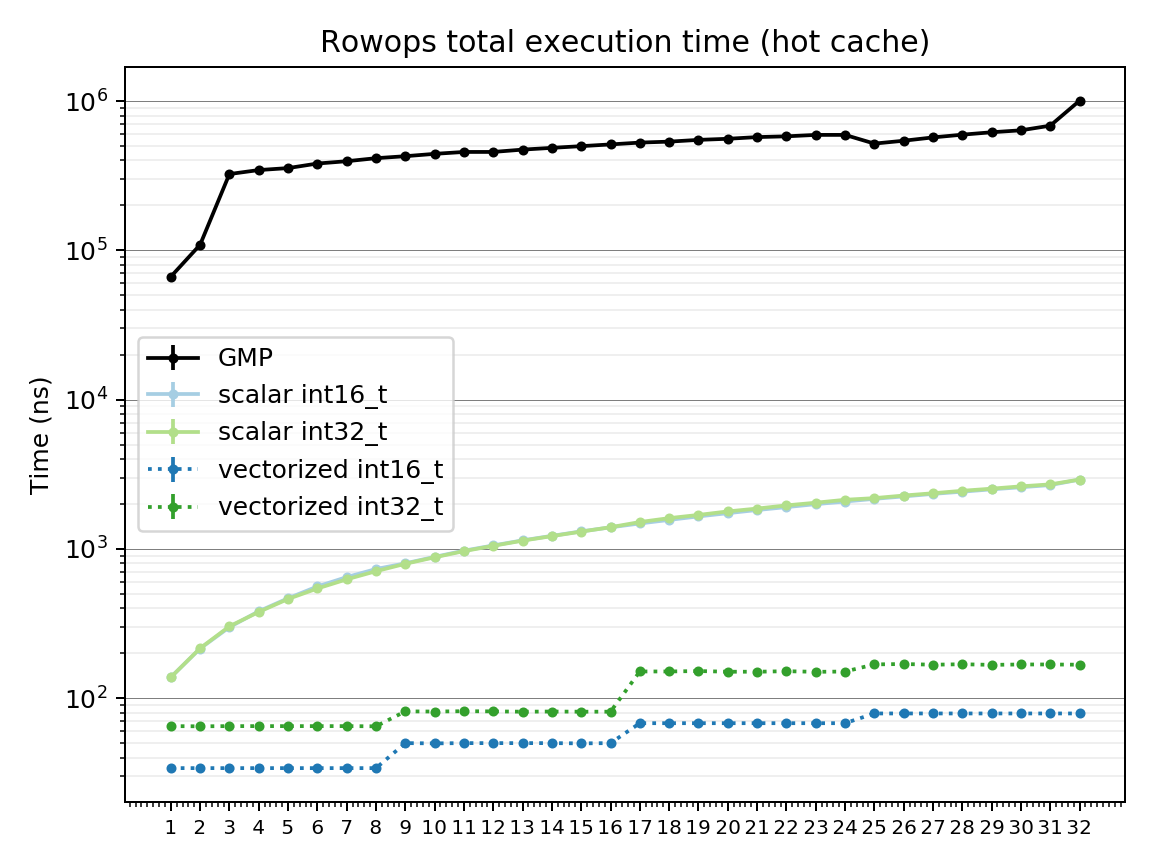 Rowops total execution time (hot cache)
Time (ns)
10^6
10^5
10^4
10^3
10^2
GMP
scalar int16_t
scalar int32_t
vectorized int16_t
vectorized int32_t
1 2 3 4 5 6 7 8 9 10 11 12 13 14 15 16 17 18 19 20 21 22 23 24 25 26 27 28 29 30 31 32